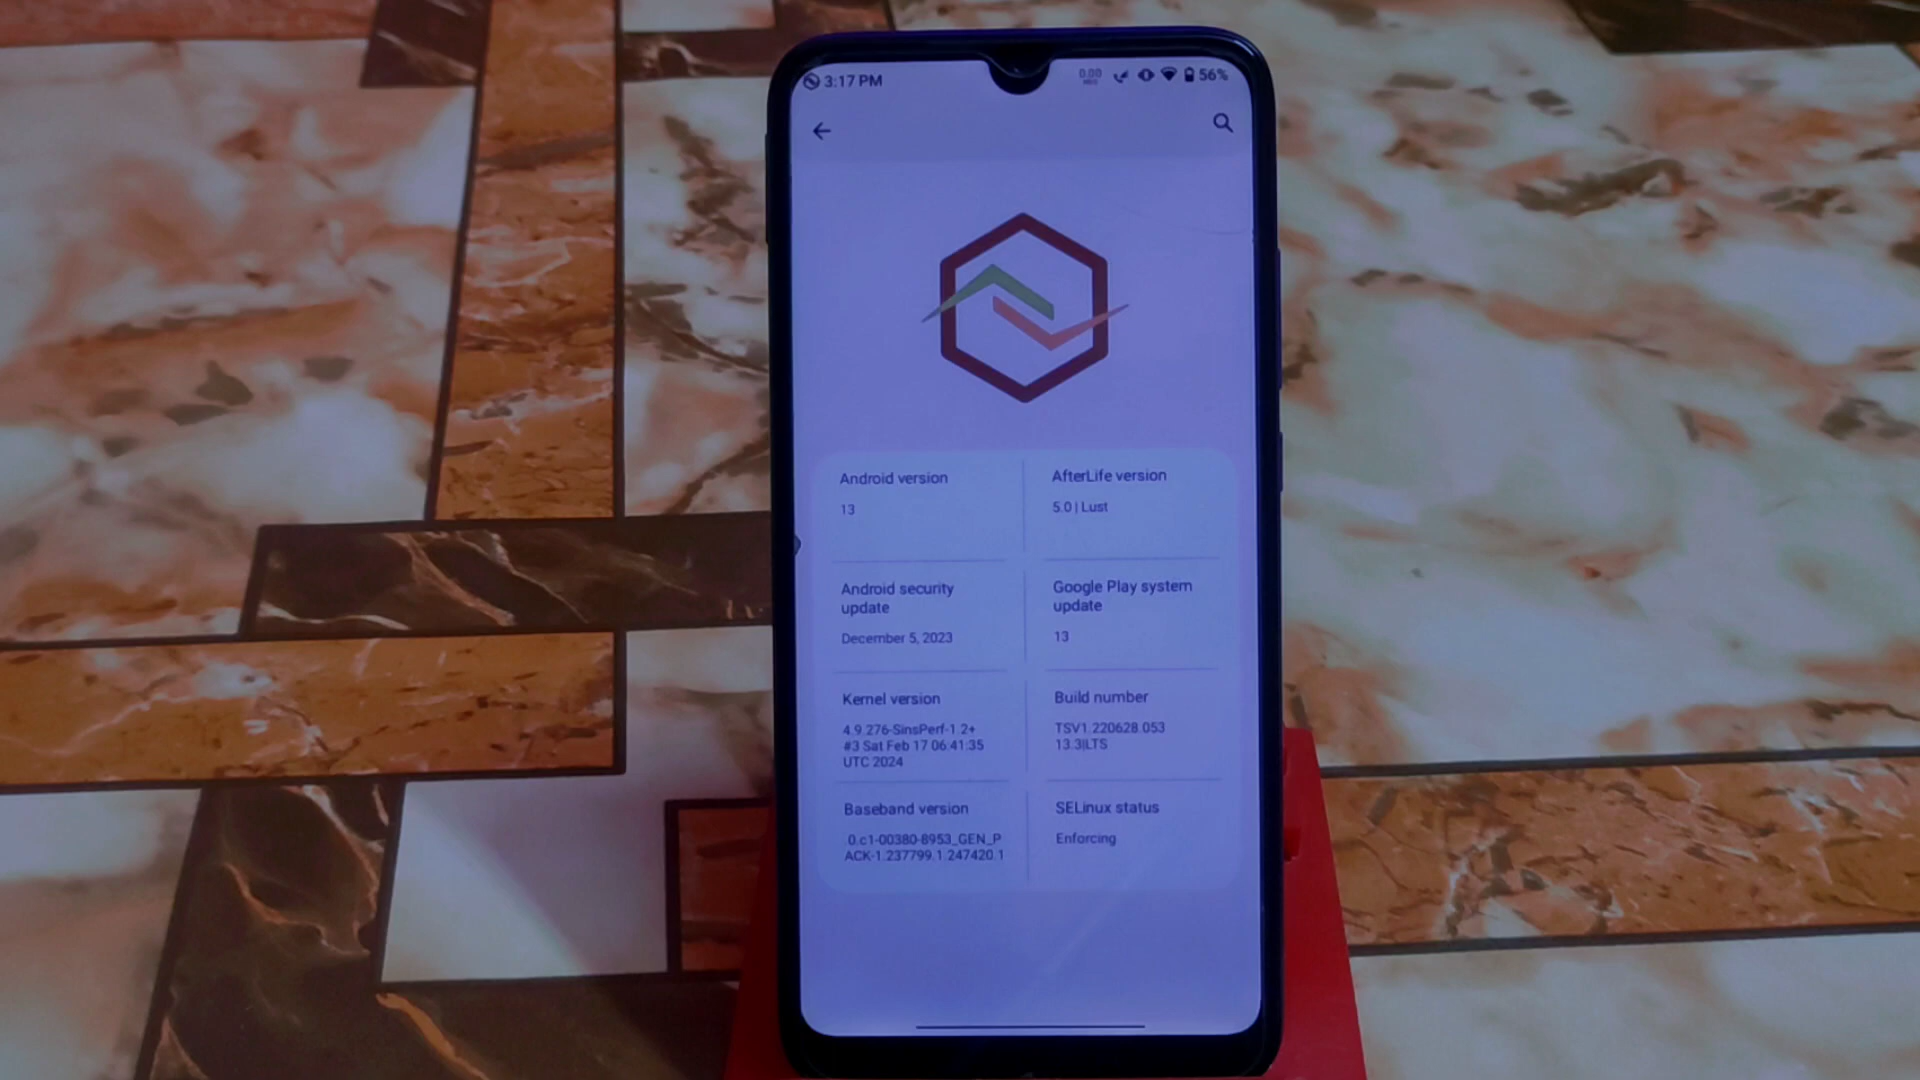 3:17 PM
0.00
56%
Android version
13
AfterLife version
5.0 | Lust
Android security
update
December 5, 2023
Google Play system
update
13
Kernel version
4.9.276-SinsPerf-1.2+
#3 Sat Feb 17 06:41:35
UTC 2024
Build number
TSV1.220628.053
13.3|LTS
Baseband version
.0.c1-00380-8953_GEN_P
ACK-1.237799.1.247420.1
SELinux status
Enforcing